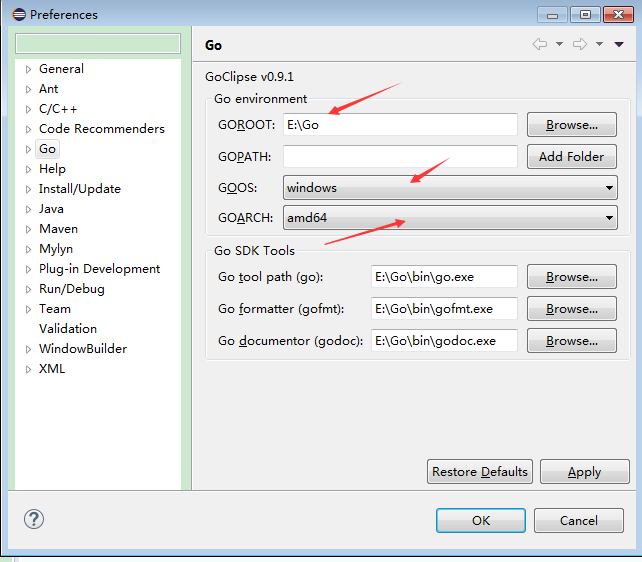 Preferences
Go
GoClipse v0.9.1
General
Ant
C/C++
Code Recommenders
Go
Help
Install/Update
Java
Maven
Mylyn
Plug-in Development
Run/Debug
Team
Validation
WindowBuilder
XML
Go environment
GOROOT: E:\Go Browse...
GOPATH: Add Folder
GOOS: windows
GOARCH: amd64
Go SDK Tools
Go tool path (go): E:\Go\bin\go.exe Browse...
Go formatter (gofmt): E:\Go\bin\gofmt.exe Browse...
Go documentor (godoc): E:\Go\bin\godoc.exe Browse...
Restore Defaults Apply
? OK Cancel